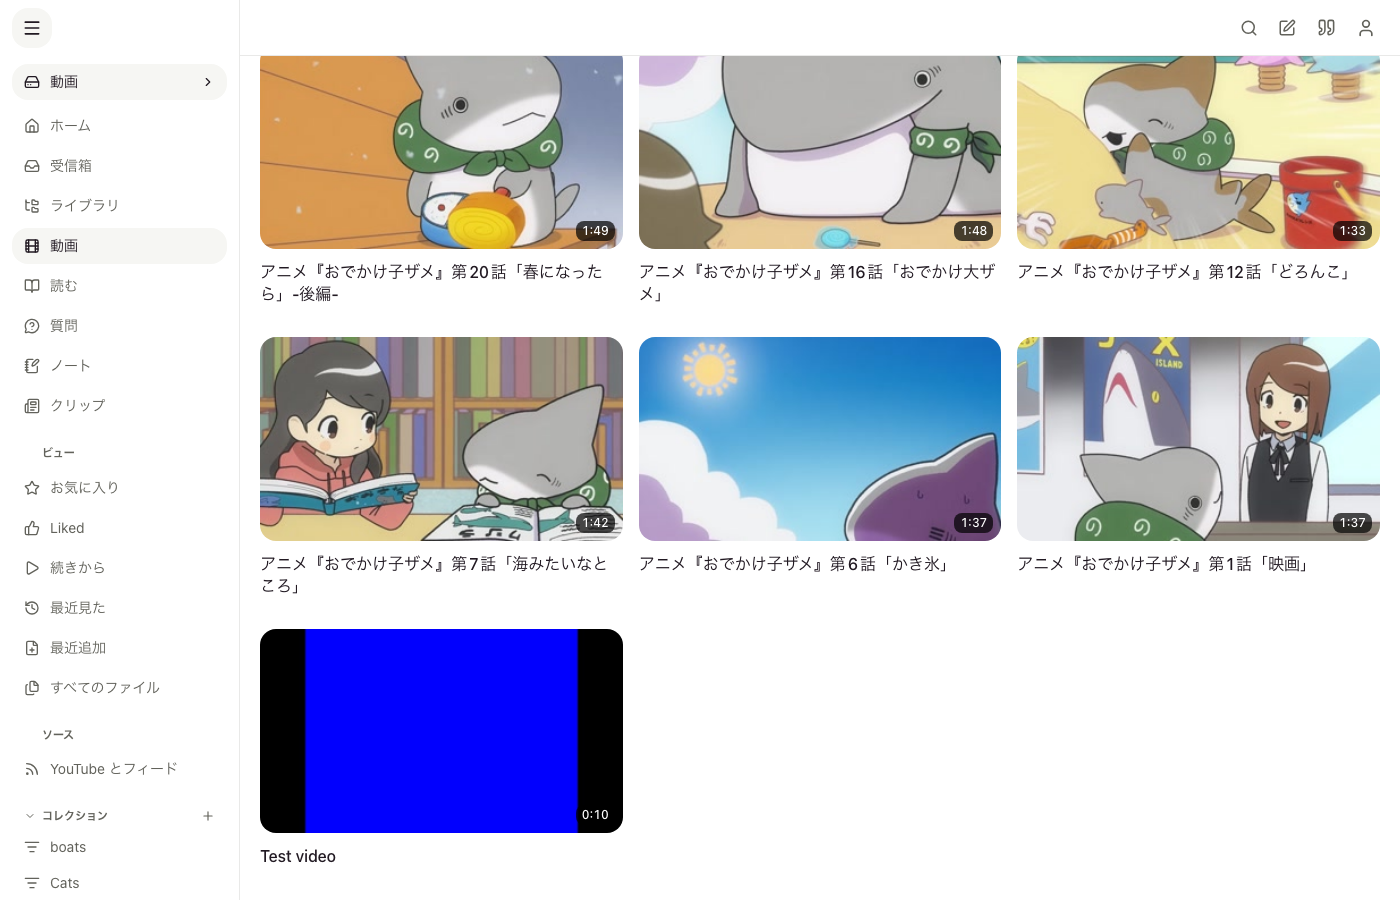 動画
ホーム
受信箱
ライブラリ
動画
読む
質問
ノート
クリップ
ビュー
お気に入り
Liked
続きから
最近見た
最近追加
すべてのファイル
ソース
YouTube とフィード
コレクション
boats
Cats
1:49
アニメ『おでかけ子ザメ』第20話「春になった
ら」-後編-
1:48
アニメ『おでかけ子ザメ』第16話「おでかけ大ザ
メ」
1:33
アニメ『おでかけ子ザメ』第12話「どろんこ」
1:42
アニメ『おでかけ子ザメ』第7話「海みたいなと
ころ」
1:37
アニメ『おでかけ子ザメ』第6話「かき氷」
ISLAND
1:37
アニメ『おでかけ子ザメ』第1話「映画」
0:10
Test video